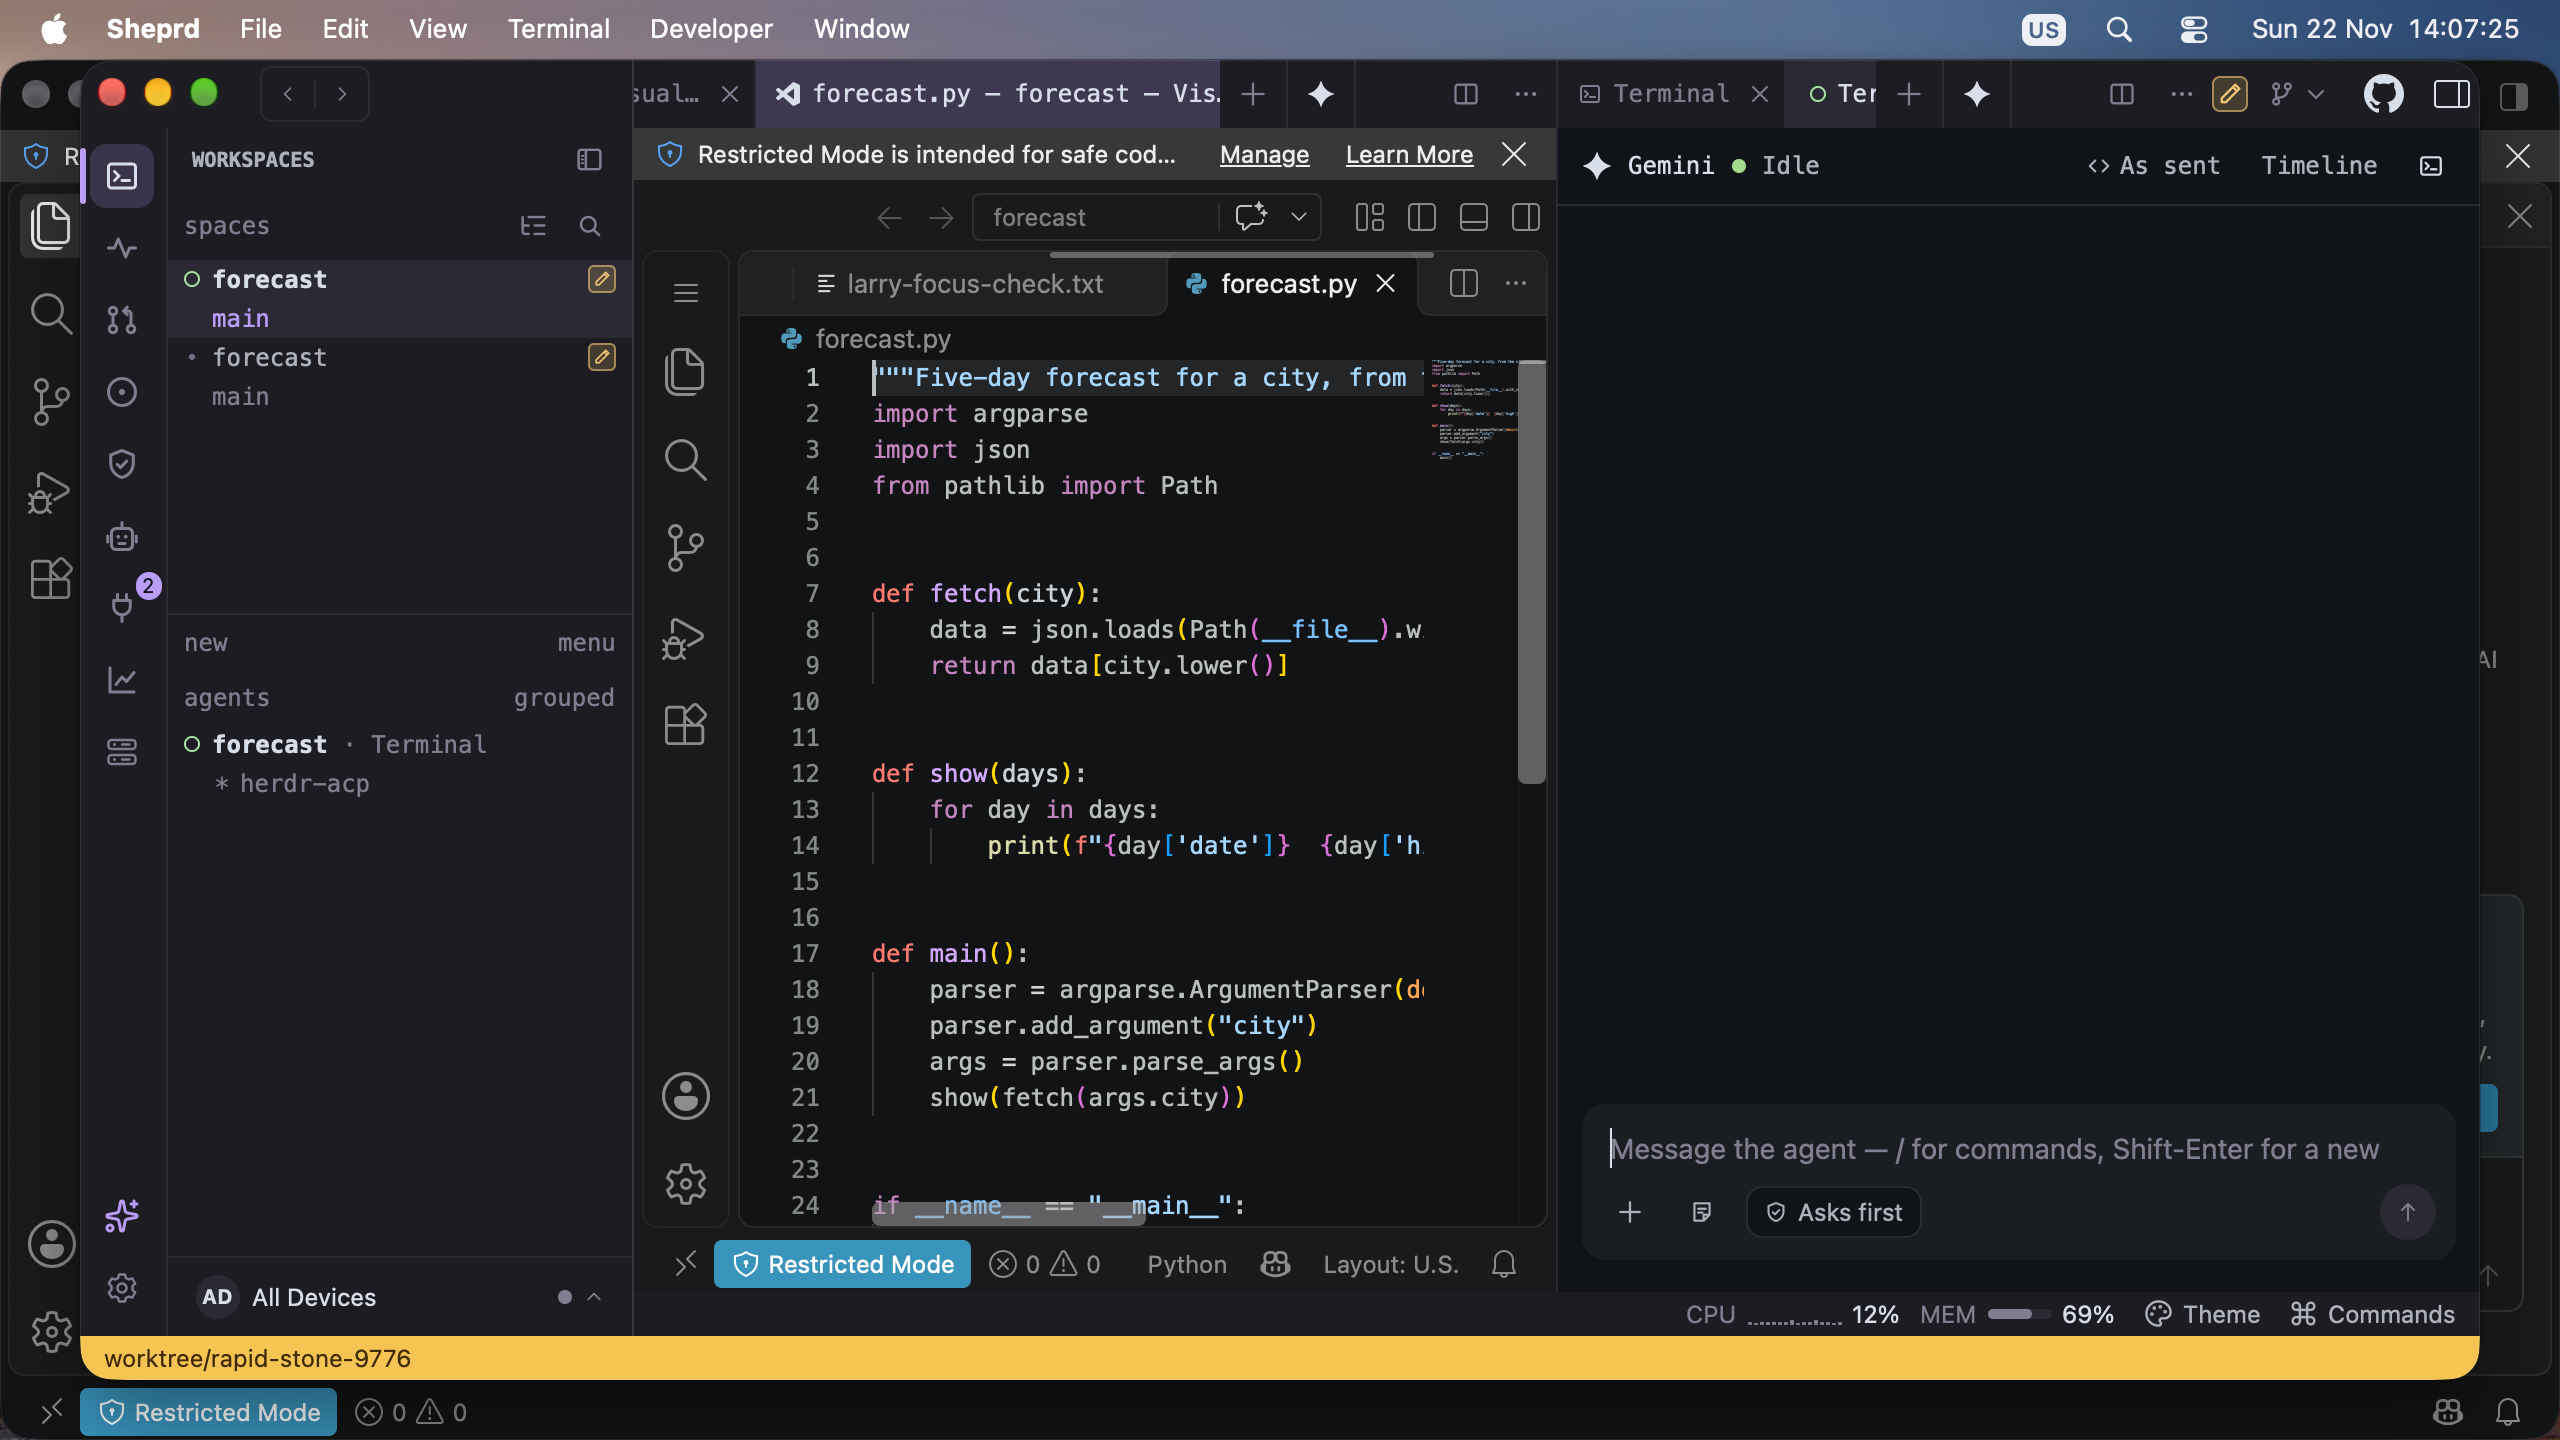 Sheprd File Edit View Terminal Developer Window US Sun 22 Nov 14:07:25
sual… forecast.py — forecast — Vis. Terminal Ter
R
WORKSPACES
spaces
forecast
main
forecast
main
new menu
agents grouped
forecast · Terminal
* herdr-acp
2
AD All Devices
Restricted Mode is intended for safe cod... Manage Learn More
forecast
larry-focus-check.txt forecast.py
forecast.py
1 """Five-day forecast for a city, from
2 import argparse
3 import json
4 from pathlib import Path
5
6
7 def fetch(city):
8 data = json.loads(Path(__file__).w
9 return data[city.lower()]
10
11
12 def show(days):
13 for day in days:
14 print(f"{day['date']}  {day['h
15
16
17 def main():
18 parser = argparse.ArgumentParser(de
19 parser.add_argument("city")
20 args = parser.parse_args()
21 show(fetch(args.city))
22
23
24 if __name__ == "__main__":
Restricted Mode 0 0 Python Layout: U.S.
Gemini Idle <> As sent Timeline
AI
y.
Message the agent — / for commands, Shift-Enter for a new
Asks first
CPU 12% MEM 69% Theme Commands
worktree/rapid-stone-9776
Restricted Mode 0 0